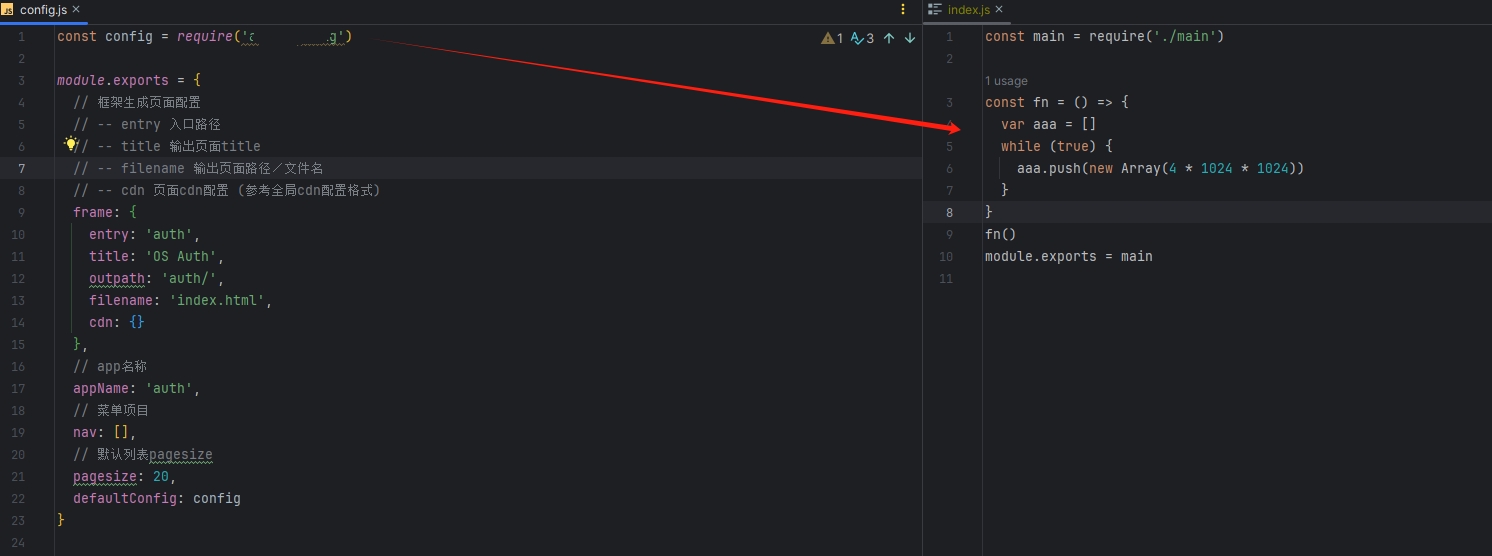 config.js
const config = require('c g')
module.exports = {
// 框架生成页面配置
// -- entry 入口路径
// -- title 输出页面title
// -- filename 输出页面路径/文件名
// -- cdn 页面cdn配置 (参考全局cdn配置格式)
frame: {
entry: 'auth',
title: 'OS Auth',
outpath: 'auth/',
filename: 'index.html',
cdn: {}
},
// app名称
appName: 'auth',
// 菜单项目
nav: [],
// 默认列表pagesize
pagesize: 20,
defaultConfig: config
}
1 3
1
2
3
4
5
6
7
8
9
10
11
12
13
14
15
16
17
18
19
20
21
22
23
24
index.js
const main = require('./main')
1 usage
const fn = () => {
var aaa = []
while (true) {
aaa.push(new Array(4 * 1024 * 1024))
}
}
fn()
module.exports = main
1
2
3
5
6
7
8
9
10
11